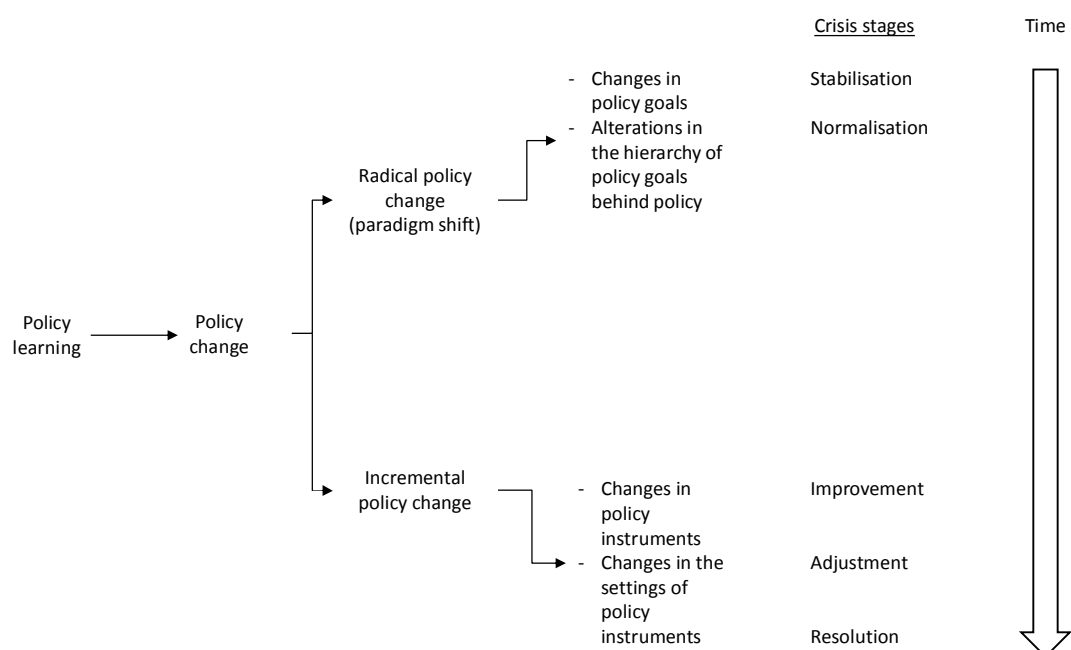 Crisis stages
Time
- Changes in
policy goals
Stabilisation
- Alterations in
the hierarchy of
policy goals
behind policy
Normalisation
Radical policy
change
(paradigm shift)
Policy
learning
Policy
change
Incremental
policy change
- Changes in
policy
instruments
Improvement
- Changes in the
settings of
policy
instruments
Adjustment
Resolution